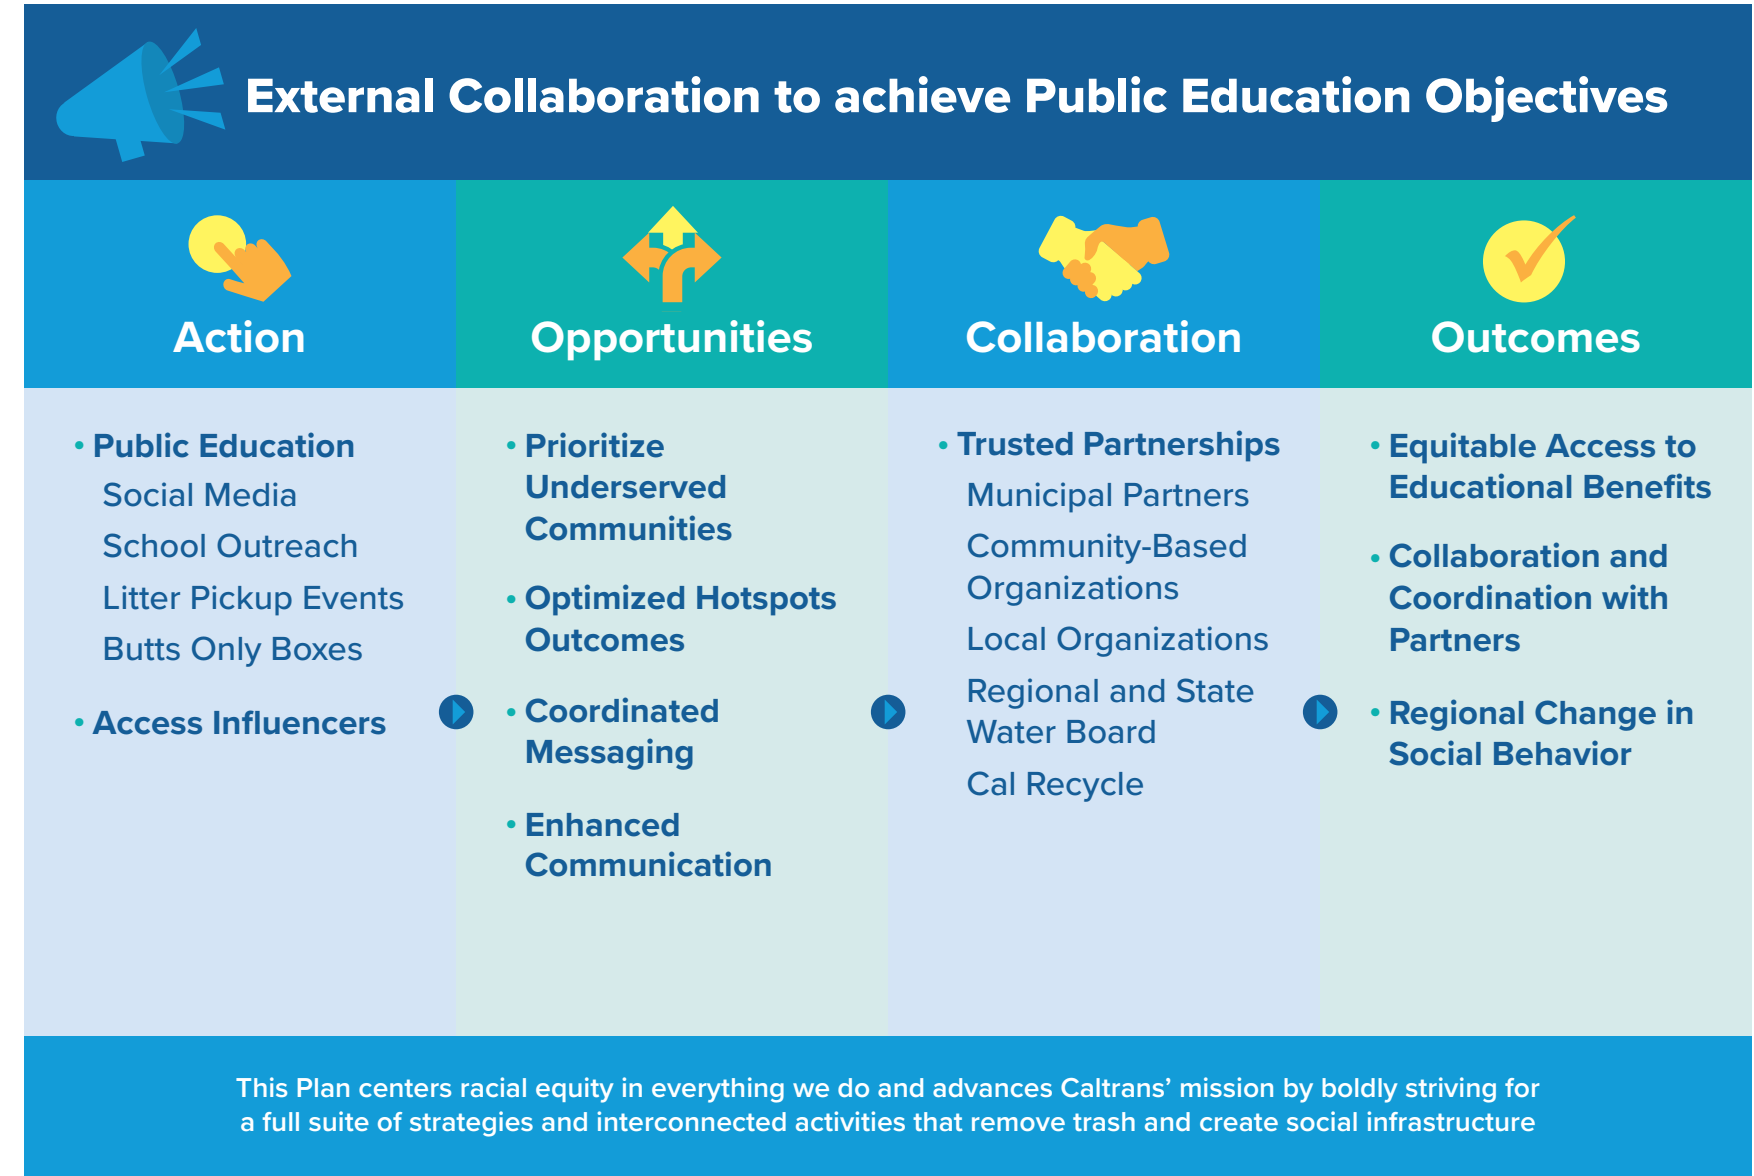 External Collaboration to achieve Public Education Objectives
Action
• Public Education
Social Media
School Outreach
Litter Pickup Events
Butts Only Boxes
• Access Influencers
Opportunities
• Prioritize
Underserved
Communities
• Optimized Hotspots
Outcomes
• Coordinated
Messaging
• Enhanced
Communication
Collaboration
• Trusted Partnerships
Municipal Partners
Community-Based
Organizations
Local Organizations
Regional and State
Water Board
Cal Recycle
Outcomes
• Equitable Access to
Educational Benefits
• Collaboration and
Coordination with
Partners
• Regional Change in
Social Behavior
This Plan centers racial equity in everything we do and advances Caltrans’ mission by boldly striving for
a full suite of strategies and interconnected activities that remove trash and create social infrastructure